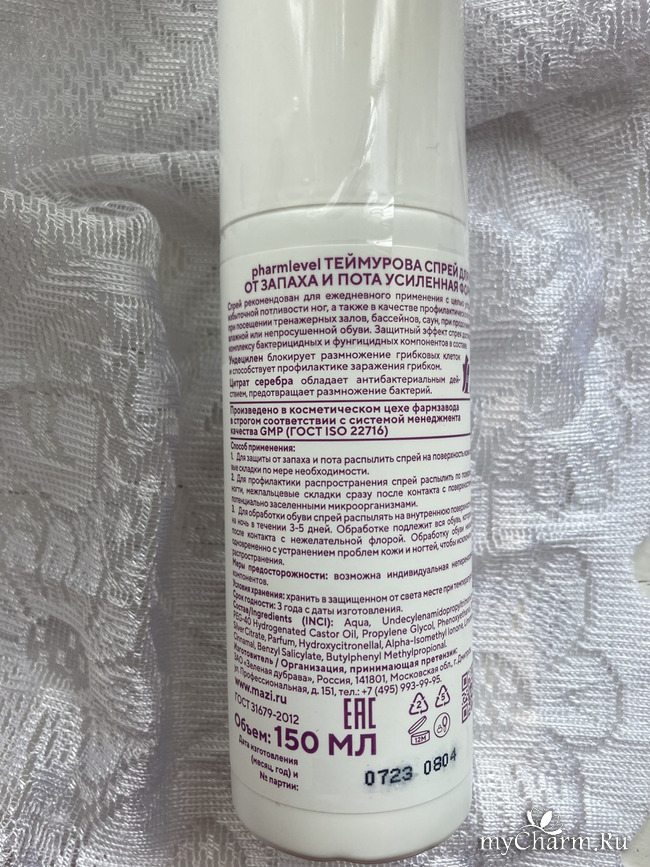 pharmlevel ТЕЙМУРОВА СПРЕЙ
ОТ ЗАПАХА И ПОТА УСИЛЕННАЯ
Спрей рекомендован для ежедневного применения с целью
избыточной потливости ног, а также в качестве
при посещении тренажерных залов, бассейнов, саун, при
влажной или непросушенной обуви. Защитный эффект спрея
комплексу бактерицидных и фунгицидных компонентов в
Ундецилен блокирует размножение грибковых клеток
и способствует профилактике заражения грибком.
Цитрат серебра обладает антибактериальным дей-
ствием, предотвращает размножение бактерий.
Произведено в косметическом цехе фармзавода
в строгом соответствии с системой менеджмента
качества GMP (ГОСТ ISO 22716)
Способ применения:
1. Для защиты от запаха и пота распылить спрей на поверхность
вые складки по мере необходимости.
2. Для профилактики распространения спрей распылить по
ногти, межпальцевые складки сразу после контакта с
потенциально заселенными микроорганизмами.
3. Для обработки обуви спрей распылять на внутреннюю
на ночь в течении 3-5 дней. Обработке подлежит вся обувь,
после контакта с нежелательной флорой. Обработку обуви
одновременно с устранением проблем кожи и ногтей, чтобы
распространения.
Меры предосторожности: возможна индивидуальная
компонентов.
Условия хранения: хранить в защищенном от света месте при
Срок годности: 3 года с даты изготовления.
Состав/Ingredients (INCI): Aqua,
PEG-40 Hydrogenated Castor Oil, Propylene Glycol,
Citrate, Parfum, Hydroxycitronellal, Alpha-Isomethyl Ionone,
Cinnamal, Benzyl Salicylate, Butylphenyl Methylpropional.
Изготовитель / Организация, принимающая претензии:
ЗАО «Зеленая дубрава», Россия, 141801, Московская обл., г.
ул. Профессиональная, д. 151, тел.: +7 (495) 993-99-95.
www.mazi.ru
ГОСТ 31679-2012
EAC
2 5
12M
Объем: 150 МЛ
Дата изготовления
(месяц, год) и
№ партии:
0723 0804
myCharm.Ru